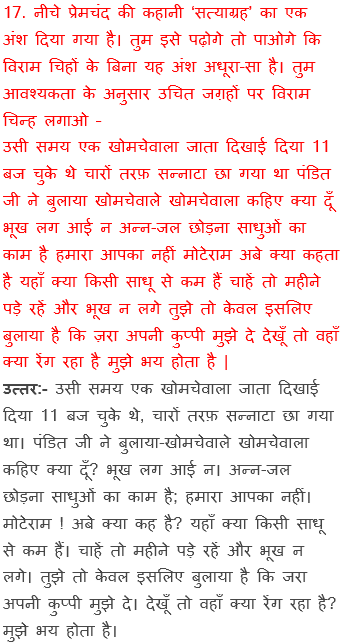 17. नीचे प्रेमचंद की कहानी ‘सत्याग्रह’ का एक
अंश दिया गया है। तुम इसे पढ़ोगे तो पाओगे कि
विराम चिह्नों के बिना यह अंश अधूरा-सा है। तुम
आवश्यकता के अनुसार उचित जग़हों पर विराम
चिन्ह लगाओ –
उसी समय एक खोमचेवाला जाता दिखाई दिया 11
बज चुके थे चारों तरफ़ सन्नाटा छा गया था पंडित
जी ने बुलाया खोमचेवाले खोमचेवाला कहिए क्या दूँ
भूख लग आई न अन्न-जल छोड़ना साधुओं का
काम है हमारा आपका नहीं मोटेराम अबे क्या कहता
है यहाँ क्या किसी साधू से कम हैं चाहें तो महीने
पड़े रहें और भूख न लगे तुझे तो केवल इसलिए
बुलाया है कि ज़रा अपनी कुप्पी मुझे दे देखूँ तो वहाँ
क्या रेंग रहा है मुझे भय होता है |
उत्तर:- उसी समय एक खोमचेवाला जाता दिखाई
दिया 11 बज चुके थे, चारों तरफ़ सन्नाटा छा गया
था। पंडित जी ने बुलाया-खोमचेवाले खोमचेवाला
कहिए क्या दूँ? भूख लग आई न। अन्न-जल
छोड़ना साधुओं का काम है; हमारा आपका नहीं।
मोटेराम ! अबे क्या कह है? यहाँ क्या किसी साधू
से कम हैं। चाहें तो महीने पड़े रहें और भूख न
लगे। तुझे तो केवल इसलिए बुलाया है कि जरा
अपनी कुप्पी मुझे दे। देखूँ तो वहाँ क्या रेंग रहा है?
मुझे भय होता है।